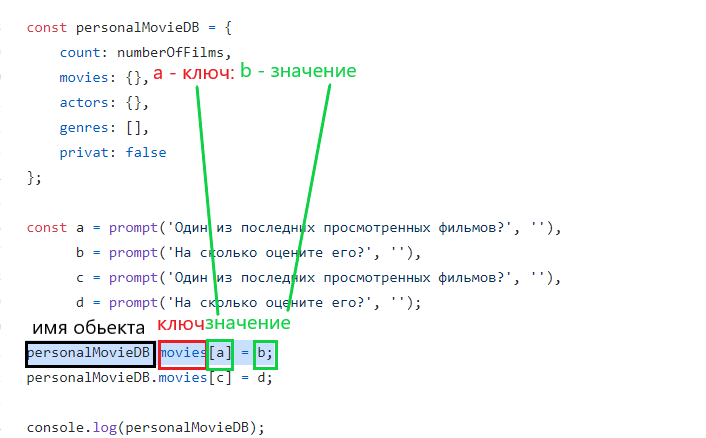 const personalMovieDB = {
count: numberOfFilms,
movies: {}, а - ключ: b - значение
actors: {},
genres: [],
privat: false
};
const a = prompt('Один из последних просмотренных фильмов?', ''),
b = prompt('На сколько оцените его?', ''),
c = prompt('Один из последних просмотренных фильмов?', ''),
d = prompt('На сколько оцените его?', '');
имя обьекта ключ значение
personalMovieDB.movies[a] = b;
personalMovieDB.movies[c] = d;
console.log(personalMovieDB);